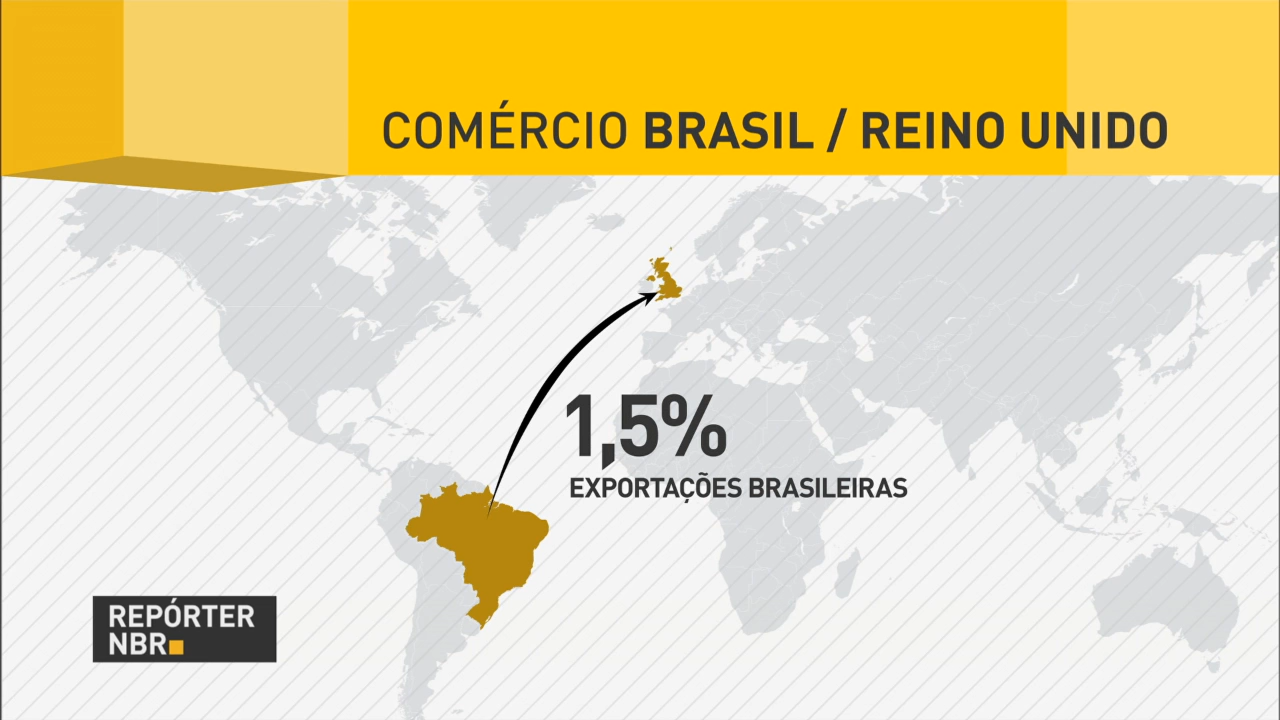 COMÉRCIO BRASIL / REINO UNIDO
1,5%
EXPORTAÇÕES BRASILEIRAS
REPÓRTER
NBR